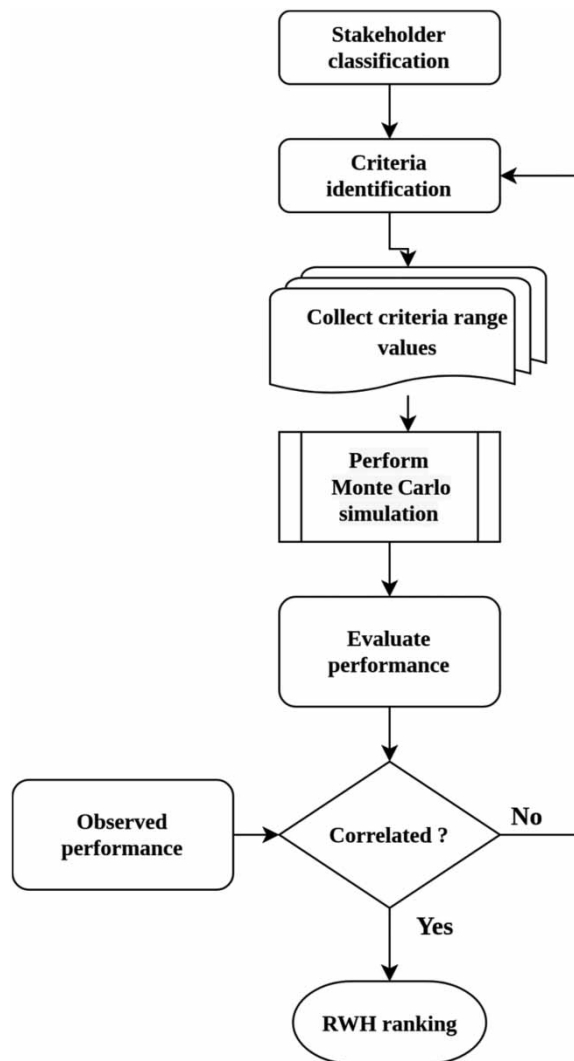 Stakeholder
classification
Criteria
identification
Collect criteria range
values
Perform
Monte Carlo
simulation
Evaluate
performance
Observed
performance
Correlated ?
No
Yes
RWH ranking